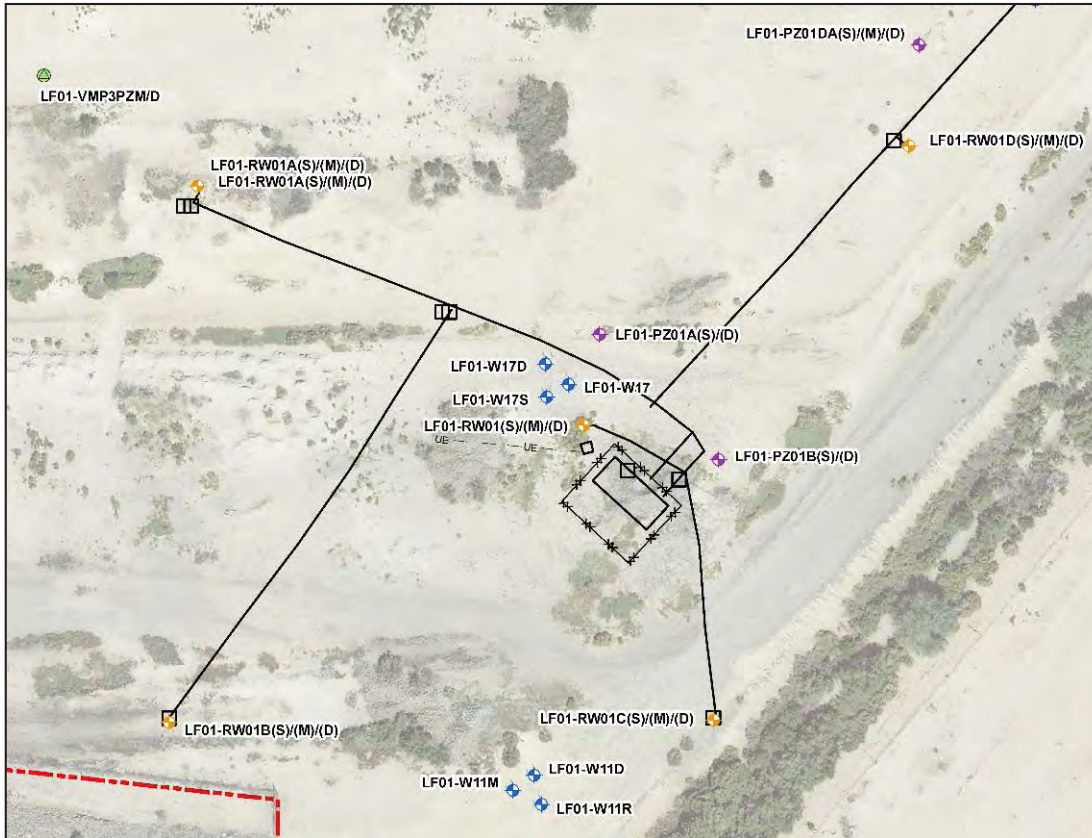 LF01-PZ01DA(S)/(M)/(D)
LF01-VMP3PZM/D
LF01-RW01D(S)/(M)/(D)
LF01-RW01A(S)/(M)/(D)
LF01-RW01A(S)/(M)/(D)
LF01-PZ01A(S)/(D)
LF01-W17D
LF01-W17
LF01-W17S
LF01-RW01(S)/(M)/(D)
UE
UE
LF01-PZ01B(S)/(D)
LF01-RW01B(S)/(M)/(D)
LF01-RW01C(S)/(M)/(D)
LF01-W11D
LF01-W11M
LF01-W11R